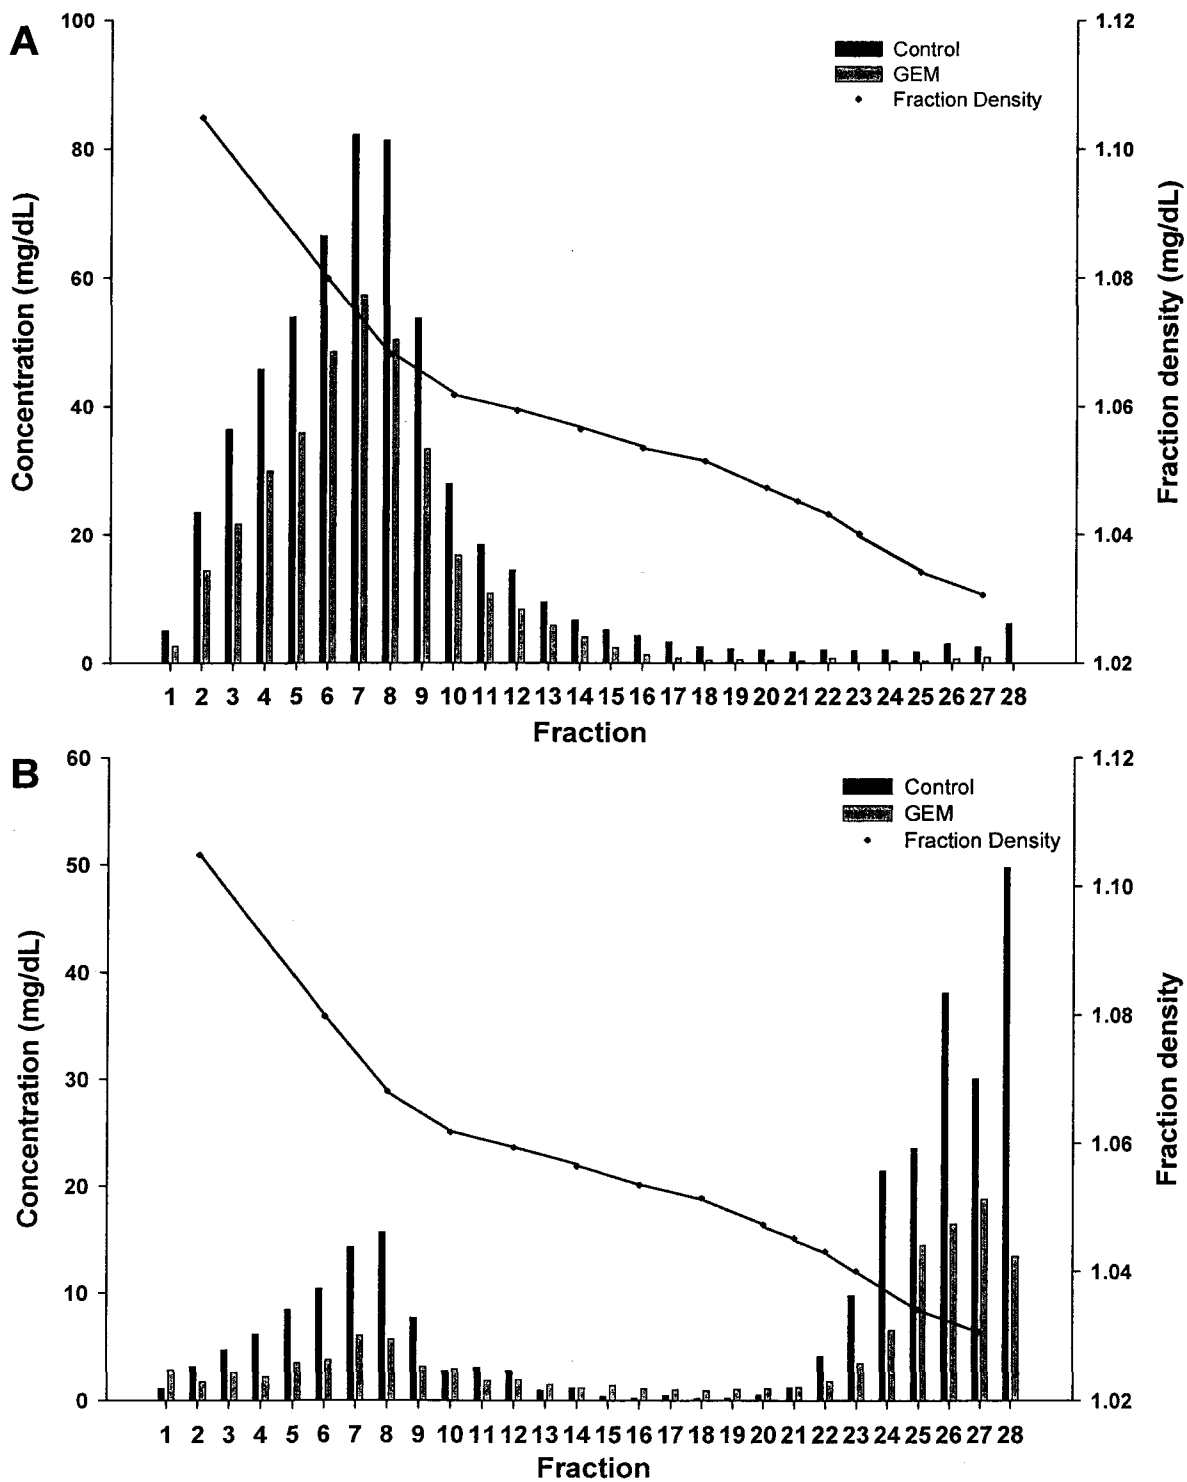 A
100
80
60
40
20
0
Concentration (mg/dL)
Control
GEM
Fraction Density
1.12
1.10
1.08
1.06
1.04
1.02
Fraction density (mg/dL)
1 2 3 4 5 6 7 8 9 10 11 12 13 14 15 16 17 18 19 20 21 22 23 24 25 26 27 28
Fraction
B
60
50
40
30
20
10
0
Concentration (mg/dL)
Control
GEM
Fraction Density
1.12
1.10
1.08
1.06
1.04
1.02
Fraction density
1 2 3 4 5 6 7 8 9 10 11 12 13 14 15 16 17 18 19 20 21 22 23 24 25 26 27 28
Fraction